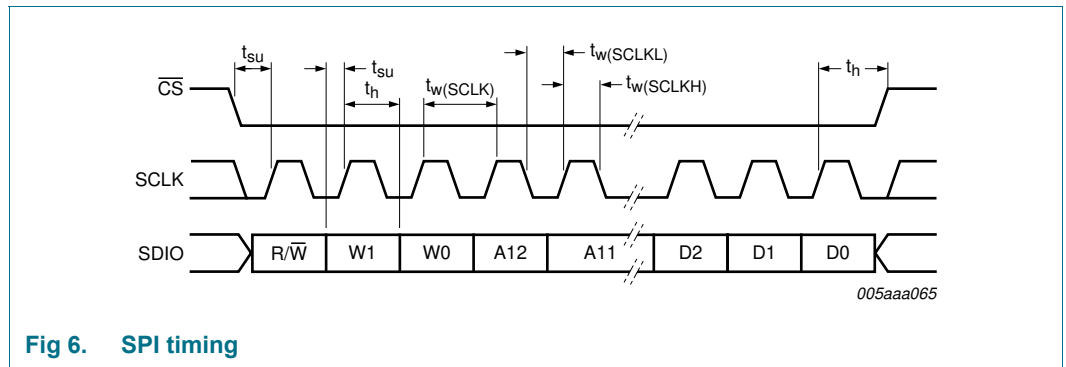 tsu
tsu
th
tw(SCLK)
tw(SCLKL)
tw(SCLKH)
th
CS
SCLK
SDIO
R/W W1 W0 A12 A11 D2 D1 D0
005aaa065
Fig 6. SPI timing